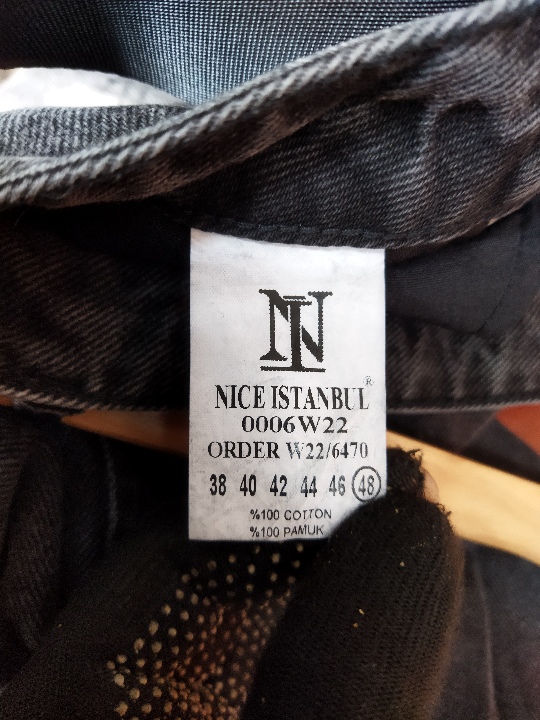 NI
NICE ISTANBUL®
0006W22
ORDER W22/6470
38 40 42 44 46 48
%100 COTTON
%100 PAMUK